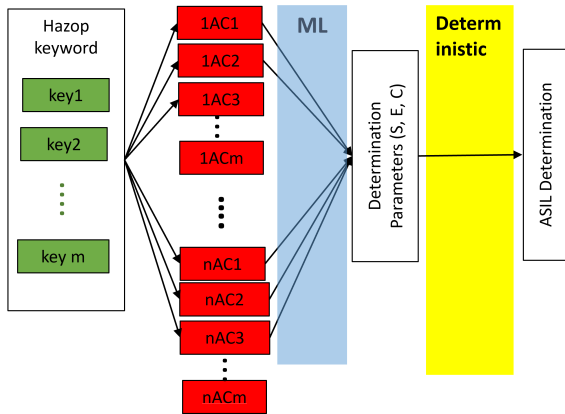 Hazop
keyword
key1
key2
key m
1AC1
1AC2
1AC3
1ACm
nAC1
nAC2
nAC3
nACm
ML
Determination
Parameters (S, E, C)
Determ
inistic
ASIL Determination